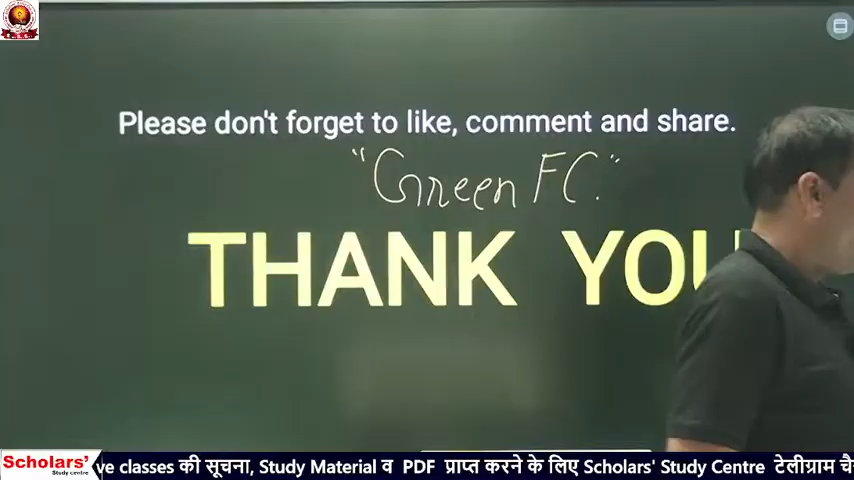 Please don't forget to like, comment and share.
"Green FC."
THANK YOU
Scholars'
Study centre
ve classes की सूचना, Study Material व PDF प्राप्त करने के लिए Scholars' Study Centre टेलीग्राम चै